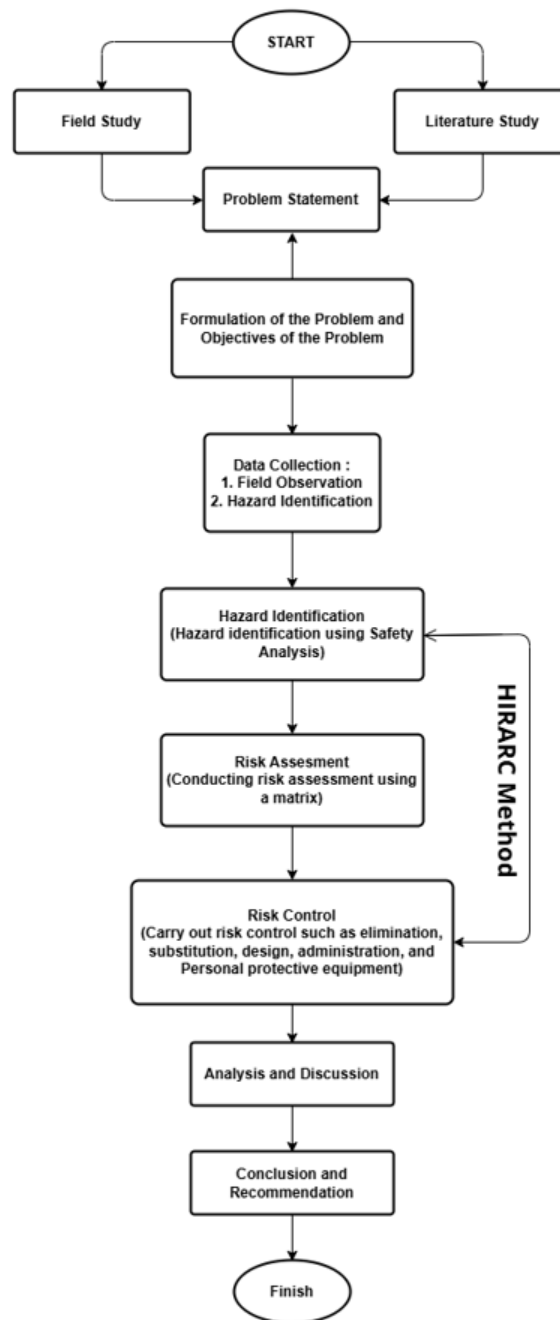 START
Field Study
Literature Study
Problem Statement
Formulation of the Problem and
Objectives of the Problem
Data Collection :
1. Field Observation
2. Hazard Identification
Hazard Identification
(Hazard identification using Safety
Analysis)
HIRARC Method
Risk Assesment
(Conducting risk assessment using
a matrix)
Risk Control
(Carry out risk control such as elimination,
substitution, design, administration, and
Personal protective equipment)
Analysis and Discussion
Conclusion and
Recommendation
Finish